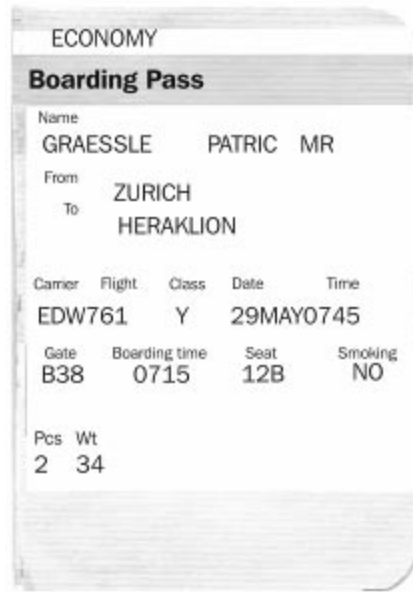 ECONOMY
Boarding Pass
Name
GRAESSLE PATRIC MR
From
ZURICH
To
HERAKLION
Carrier Flight Class Date Time
EDW761 Y 29MAY0745
Gate Boarding time Seat Smoking
B38 0715 12B NO
Pcs Wt
2 34